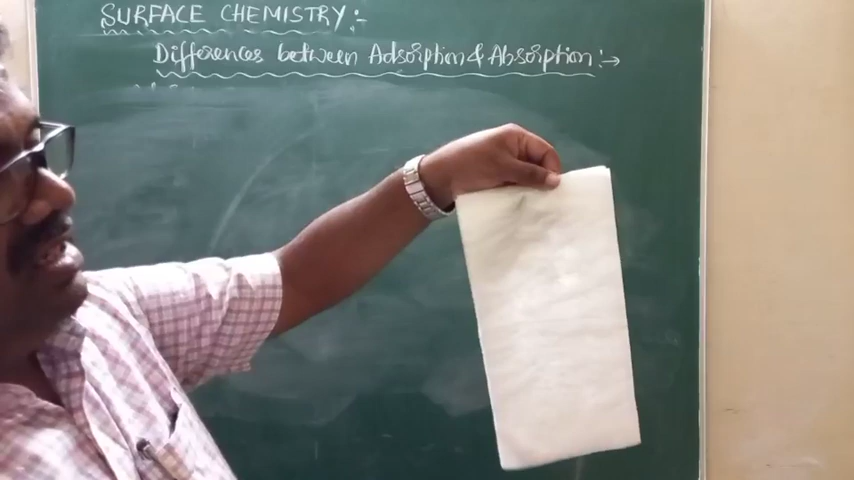 SURFACE CHEMISTRY:-
Differences between Adsorption & Absorption:→